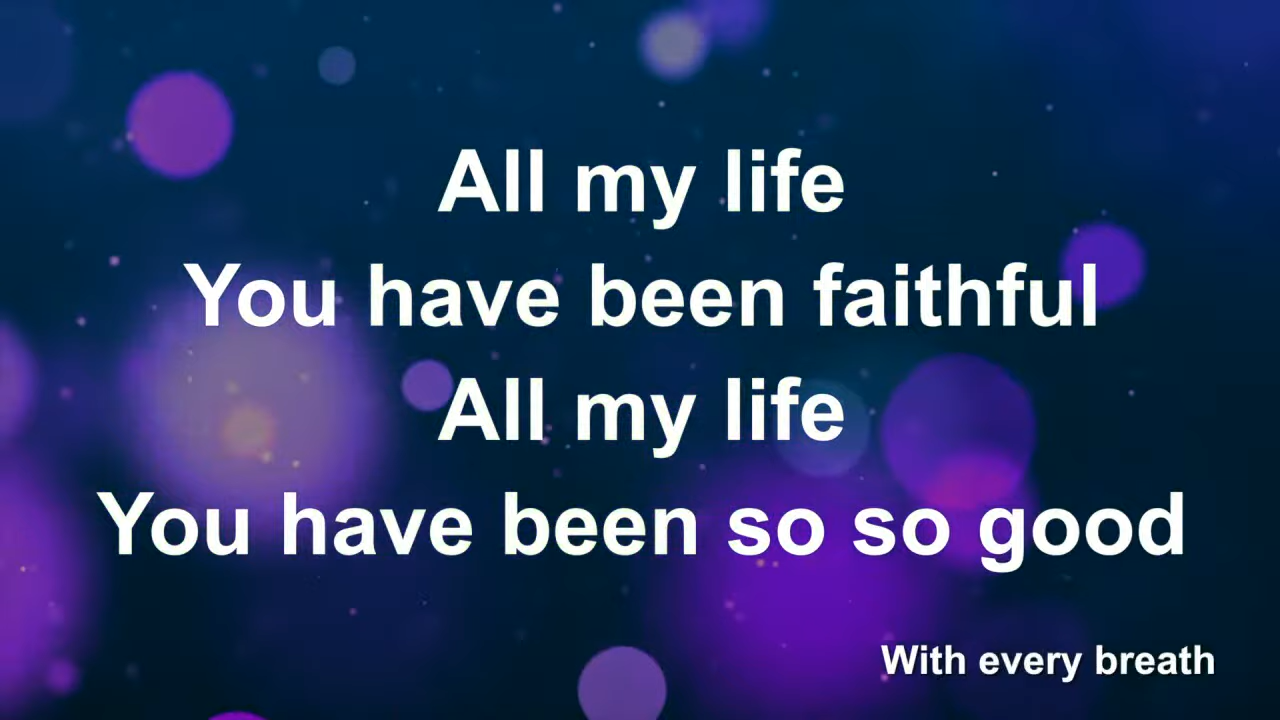 All my life
You have been faithful
All my life
You have been so so good
With every breath